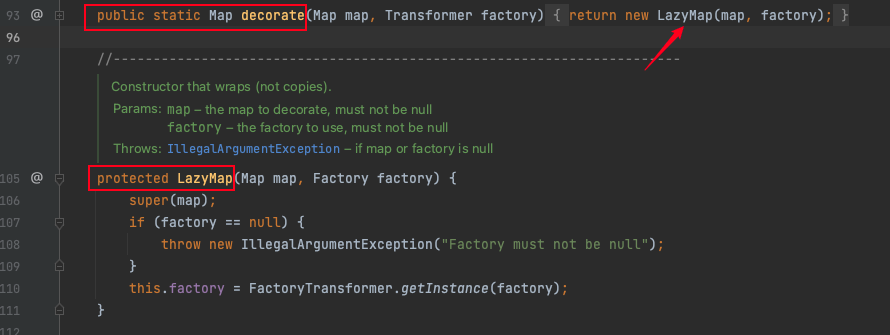 93 @ public static Map decorate(Map map, Transformer factory) { return new LazyMap(map, factory); }
96
97 //-----------------------------------------------------------------------
Constructor that wraps (not copies).
Params: map – the map to decorate, must not be null
factory – the factory to use, must not be null
Throws: IllegalArgumentException – if map or factory is null
105 @ protected LazyMap(Map map, Factory factory) {
106 super(map);
107 if (factory == null) {
108 throw new IllegalArgumentException("Factory must not be null");
109 }
110 this.factory = FactoryTransformer.getInstance(factory);
111 }
112